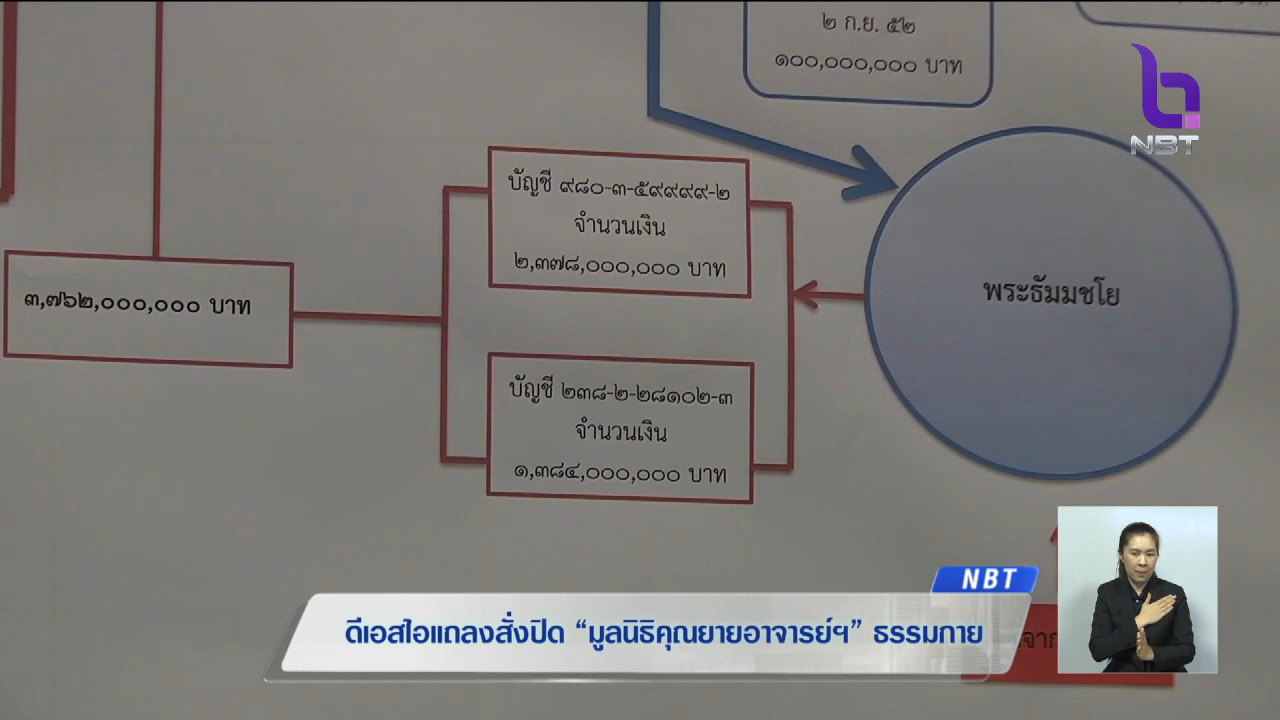 ๒ ก.ย. ๕๒
๑๐๐,๐๐๐,๐๐๐ บาท
NBT
บัญชี ๙๘๐-๓-๕๙๙๙๙-๒
จำนวนเงิน
๒,๓๗๘,๐๐๐,๐๐๐ บาท
พระธัมมชโย
๓,๗๖๒,๐๐๐,๐๐๐ บาท
บัญชี ๒๓๘-๒-๒๘๑๐๒-๓
จำนวนเงิน
๑,๓๘๔,๐๐๐,๐๐๐ บาท
NBT
ดีเอสไอแถลงสั่งปิด “มูลนิธิคุณยายอาจารย์ฯ” ธรรมกาย